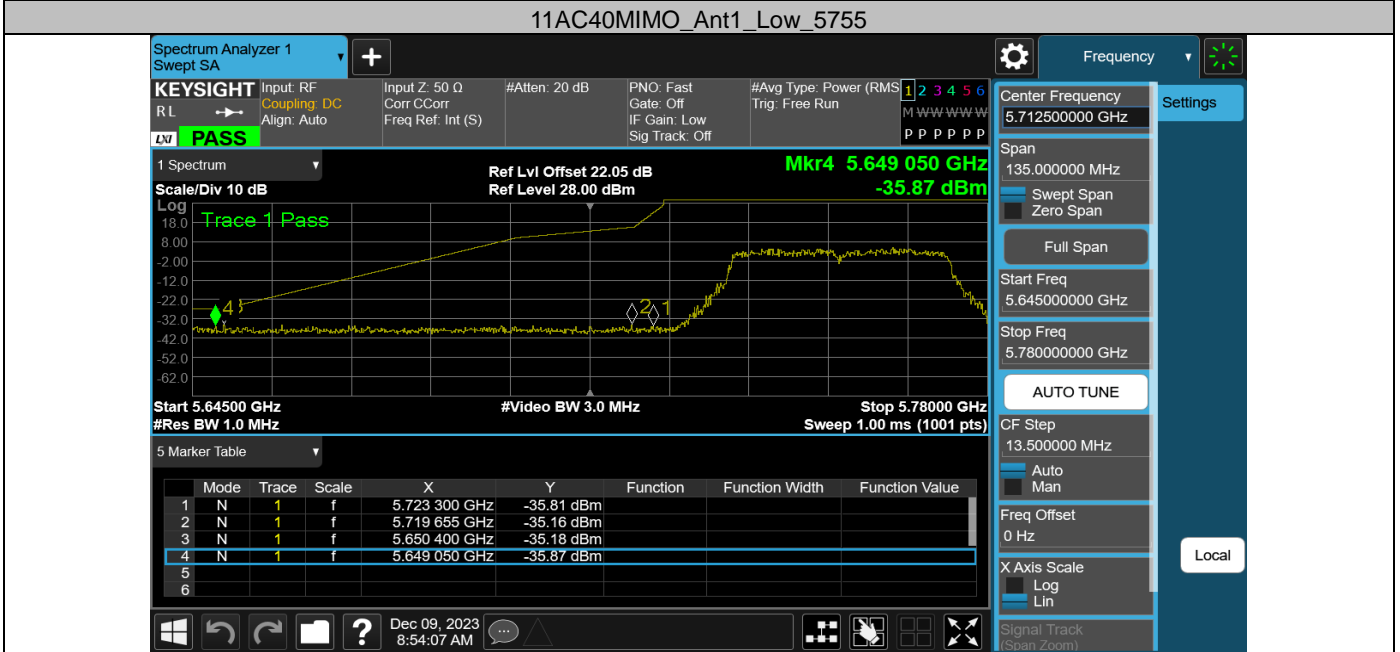 11AC40MIMO_Ant1_Low_5755
Spectrum Analyzer 1
Swept SA
+
Frequency
KEYSIGHT
RL
LXI PASS
Input: RF
Coupling: DC
Align: Auto
Input Z: 50 Ω
Corr CCorr
Freq Ref: Int (S)
#Atten: 20 dB
PNO: Fast
Gate: Off
IF Gain: Low
Sig Track: Off
#Avg Type: Power (RMS
Trig: Free Run
1 2 3 4 5 6
M W W W W W
P P P P P P
1 Spectrum
Scale/Div 10 dB
Ref Lvl Offset 22.05 dB
Ref Level 28.00 dBm
Mkr4 5.649 050 GHz
-35.87 dBm
Log
Trace 1 Pass
18.0
8.00
-2.00
-12.0
-22.0
-32.0
-42.0
-52.0
-62.0
4
2
1
Start 5.64500 GHz
#Video BW 3.0 MHz
Stop 5.78000 GHz
#Res BW 1.0 MHz
Sweep 1.00 ms (1001 pts)
5 Marker Table
Mode Trace Scale X Y Function Function Width Function Value
1 N 1 f 5.723 300 GHz -35.81 dBm
2 N 1 f 5.719 655 GHz -35.16 dBm
3 N 1 f 5.650 400 GHz -35.18 dBm
4 N 1 f 5.649 050 GHz -35.87 dBm
5
6
?
Dec 09, 2023
8:54:07 AM
Center Frequency
5.712500000 GHz
Settings
Span
135.000000 MHz
Swept Span
Zero Span
Full Span
Start Freq
5.645000000 GHz
Stop Freq
5.780000000 GHz
AUTO TUNE
CF Step
13.500000 MHz
Auto
Man
Freq Offset
0 Hz
X Axis Scale
Log
Lin
Signal Track
(Span Zoom)
Local